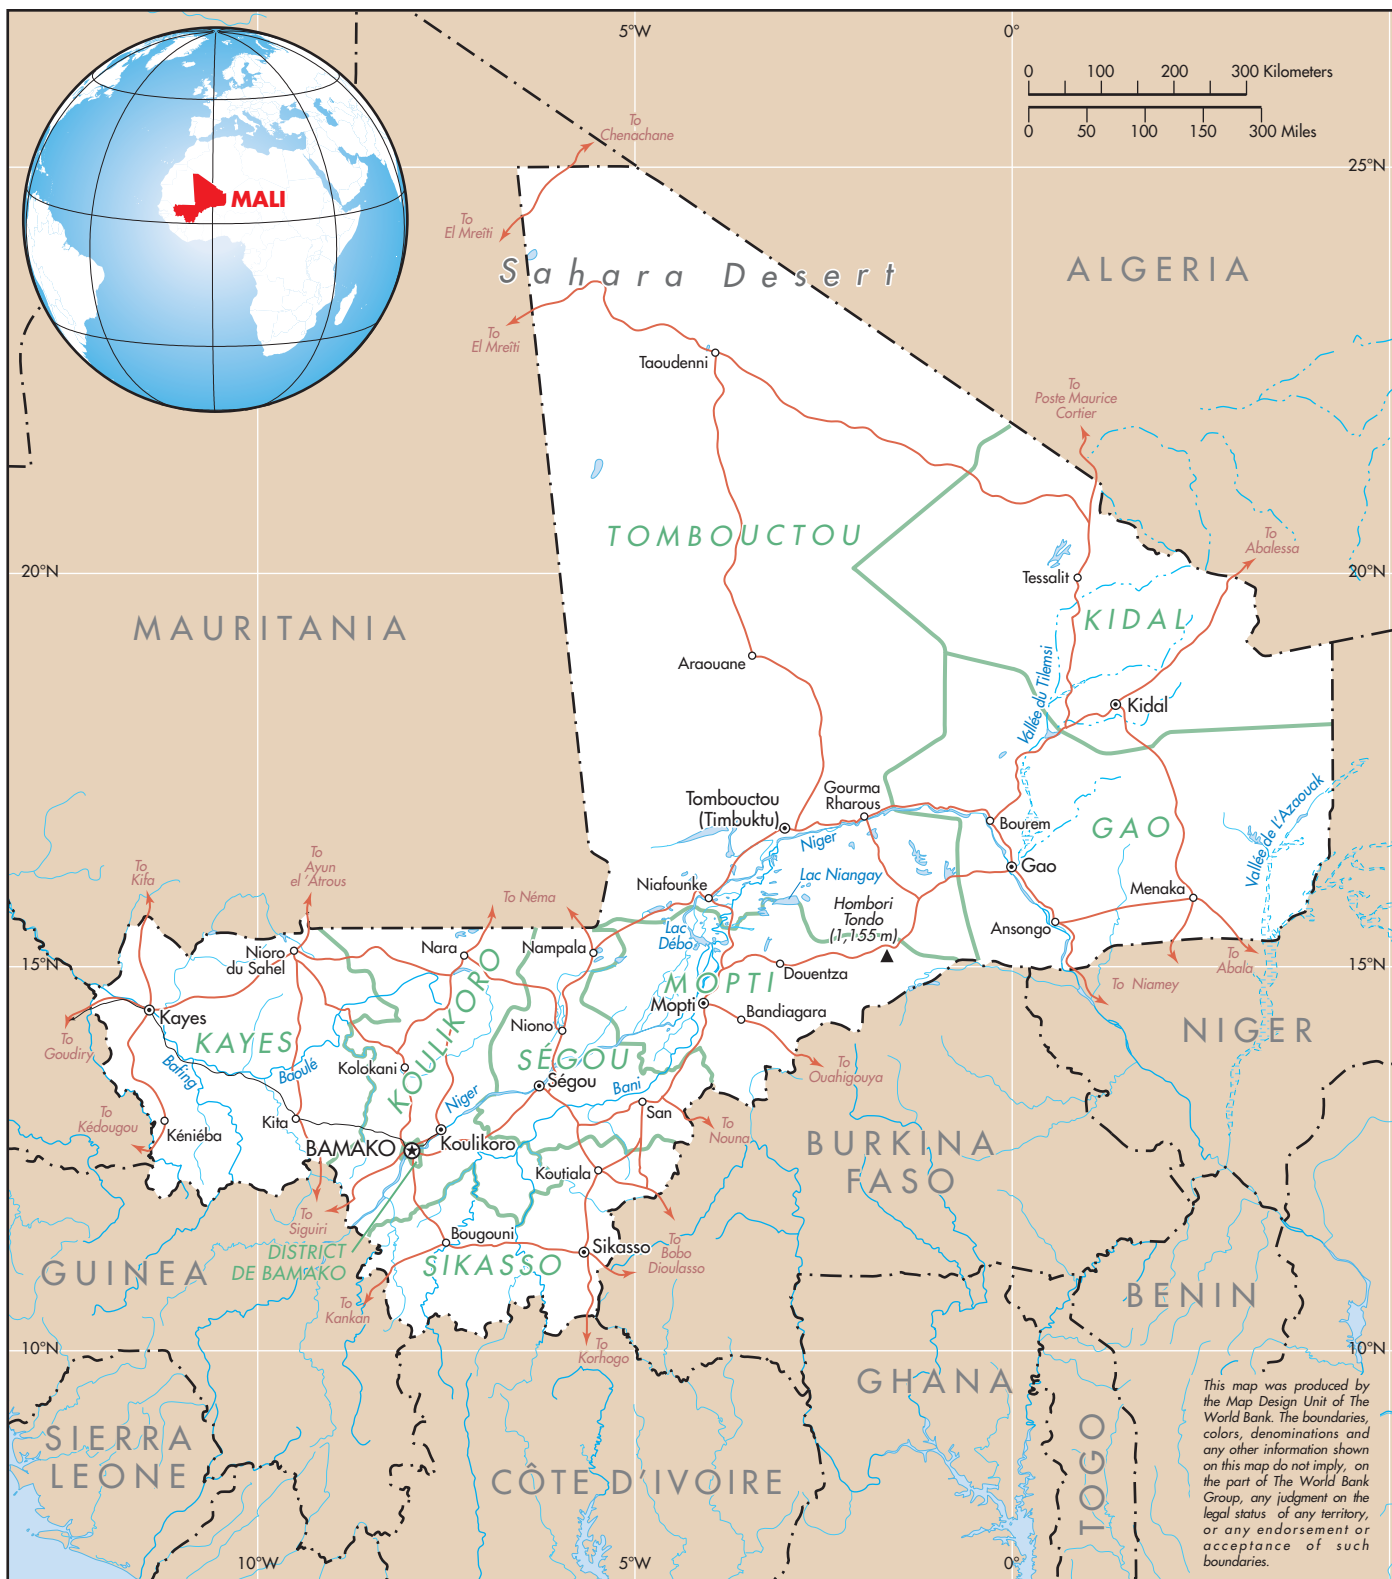 5°W
0°
0 100 200 300 Kilometers
0 50 100 150 300 Miles
MALI
To
Chenachane
25°N
To
El Mreïti
Sahara Desert
ALGERIA
To
El Mreïti
Taoudenni
To
Poste Maurice
Cortier
TOMBOUCTOU
To
Abalessa
20°N
20°N
Tessalit
MAURITANIA
KIDAL
Araouane
Vallée du Tilemsi
Kidal
Vallée de L'Azaouak
Gourma
Rharous
Tombouctou
(Timbuktu)
Niger
Bourem
GAO
Gao
To
Kifa
To
Ayun
el 'Atrous
To Néma
Niafounke
Lac Niangay
Menaka
Hombori
Tondo
(1,155 m)
Lac
Débo
Ansongo
Nioro
du Sahel
Nara
Nampala
To
Abala
15°N
15°N
Douentza
To Niamey
MOPTI
Mopti
Bandiagara
Kayes
KAYES
KOULIKORO
Niono
NIGER
To
Goudiry
Bafing
Baoulé
Kolokani
SÉGOU
Ségou
Bani
To
Ouahigouya
Niger
San
To
Nouna
To
Kédougou
Kéniéba
Kita
BAMAKO
Koulikoro
BURKINA
FASO
Koutiala
To
Siguiri
DISTRICT
DE BAMAKO
Bougouni
Sikasso
To
Bobo
Dioulasso
SIKASSO
GUINEA
To
Kankan
BENIN
To
Korhogo
10°N
10°N
GHANA
TOGO
SIERRA
LEONE
CÔTE D'IVOIRE
This map was produced by
the Map Design Unit of The
World Bank. The boundaries,
colors, denominations and
any other information shown
on this map do not imply, on
the part of The World Bank
Group, any judgment on the
legal status of any territory,
or any endorsement or
acceptance of such
boundaries.
10°W
5°W
0°